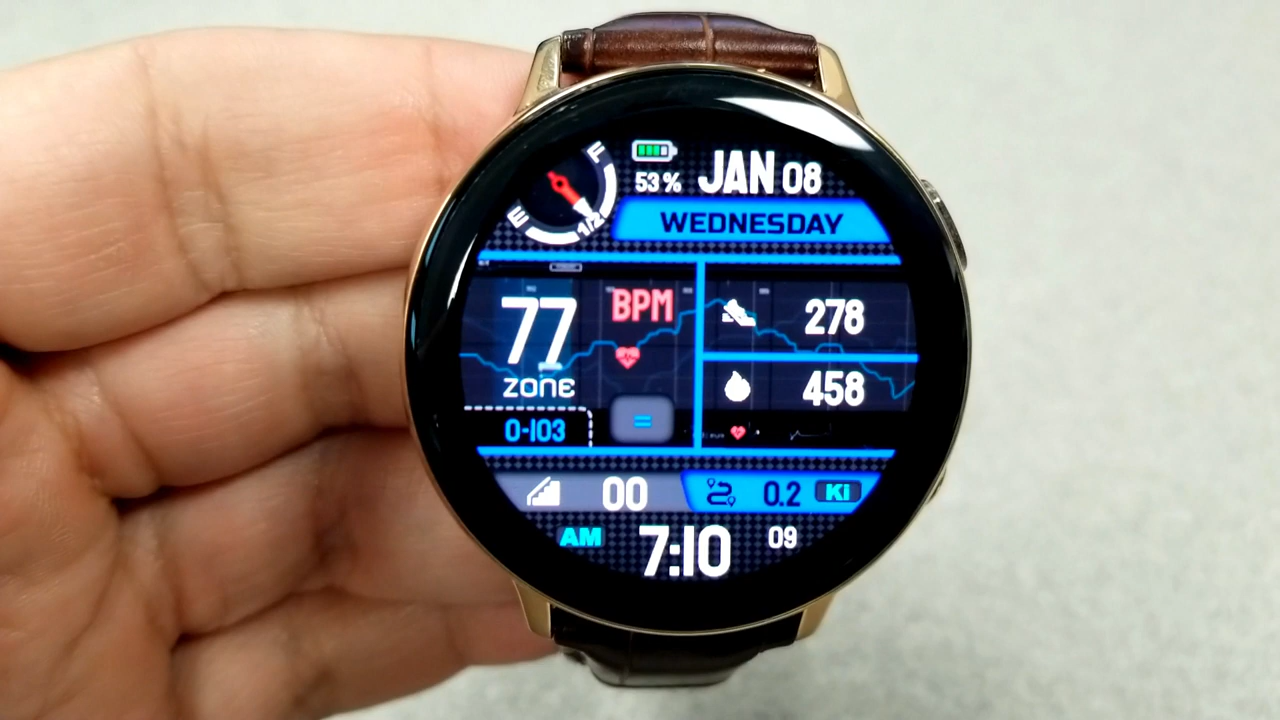 F
53% JAN 08
E 1/2
WEDNESDAY
77 BPM
278
ZONE
458
0-103 =
00 0.2 Ki
AM 7:10 09